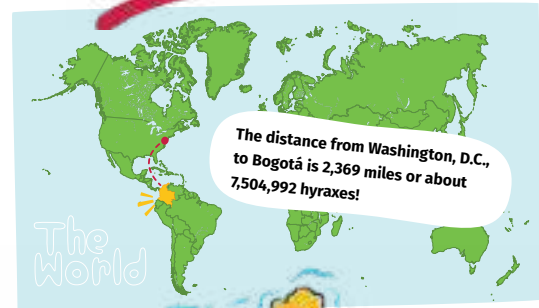 The distance from Washington, D.C.,
to Bogotá is 2,369 miles or about
7,504,992 hyraxes!
The
World